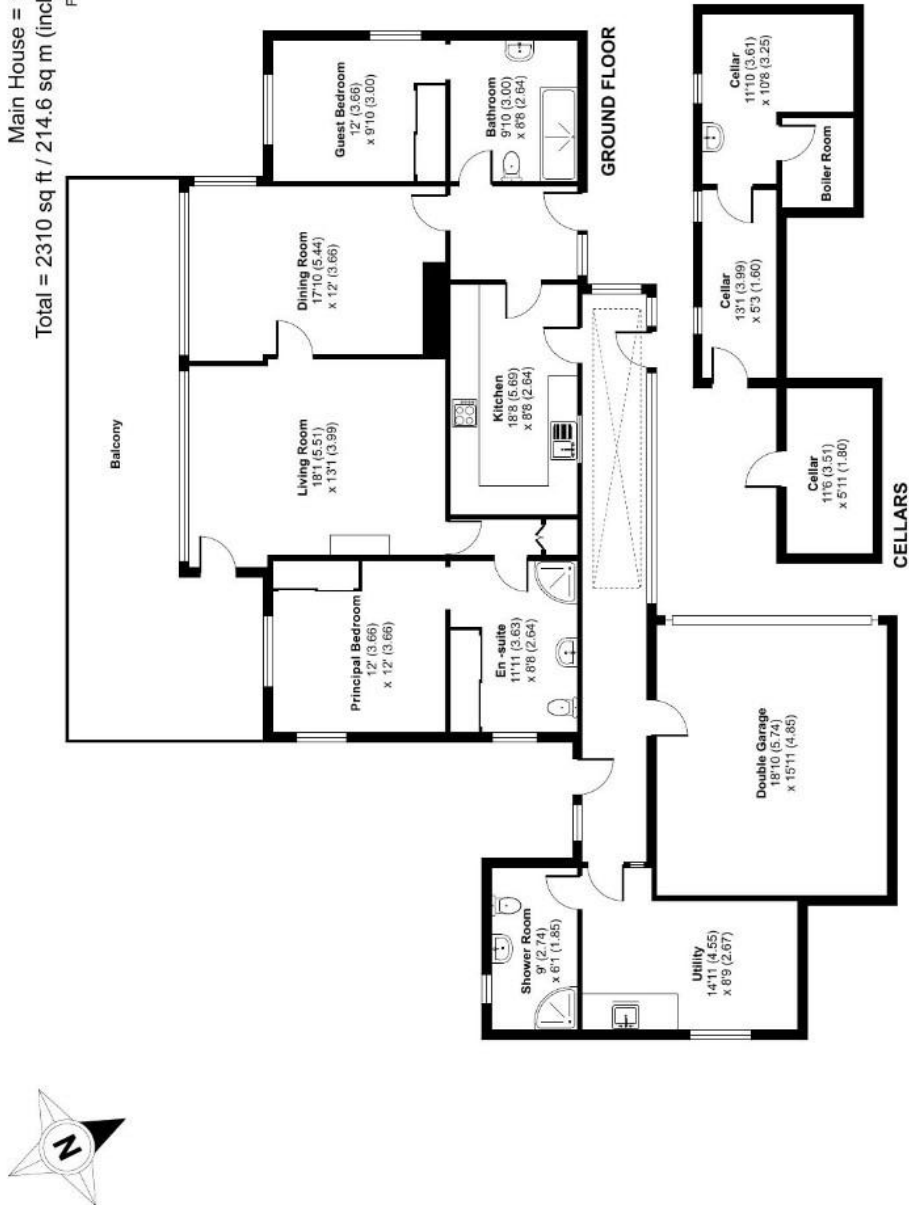 Main House =
Total = 2310 sq ft / 214.6 sq m (incl
Balcony
Guest Bedroom
12' (3.66)
x 9'10 (3.00)
Dining Room
17'10 (5.44)
x 12' (3.66)
Bathroom
9'10 (3.00)
x 8'8 (2.64)
Living Room
18'1 (5.51)
x 13'1 (3.99)
Kitchen
18'8 (5.69)
x 8'8 (2.64)
Principal Bedroom
12' (3.66)
x 12' (3.66)
En -suite
11'11 (3.63)
x 8'8 (2.64)
GROUND FLOOR
Shower Room
9' (2.74)
x 6'1 (1.85)
Utility
14'11 (4.55)
x 8'9 (2.67)
Double Garage
18'10 (5.74)
x 15'11 (4.85)
Cellar
11'10 (3.61)
x 10'8 (3.25)
Boiler Room
Cellar
13'1 (3.99)
x 5'3 (1.60)
Cellar
11'6 (3.51)
x 5'11 (1.80)
CELLARS
N